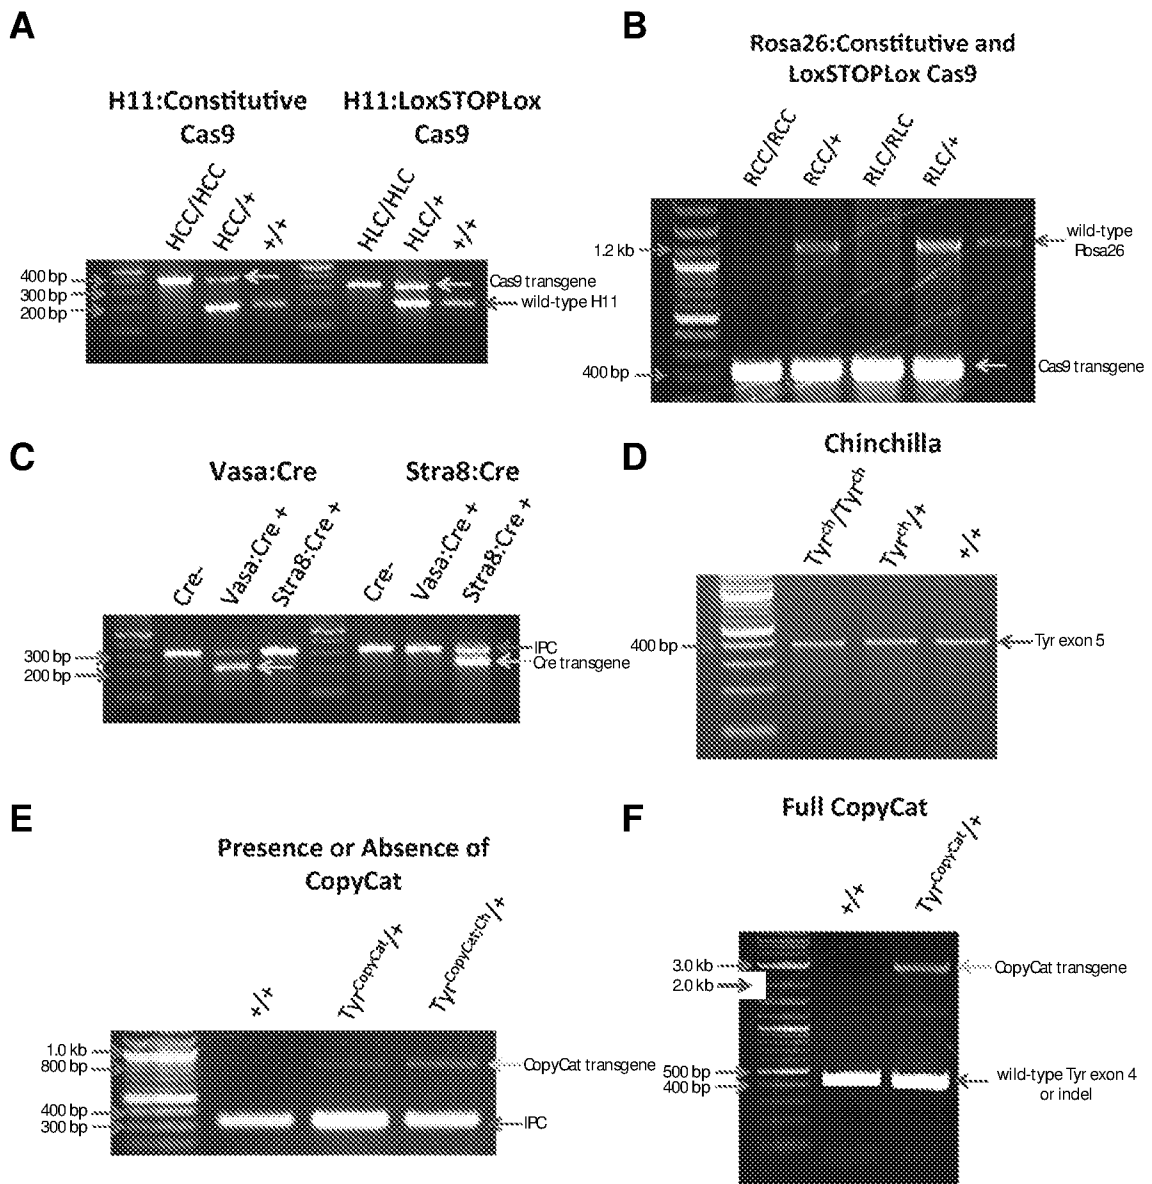 A
H11:Constitutive
Cas9
H11:LoxSTOPLox
Cas9
HCC/HCC
HCC/+
+/+
HLC/HLC
HLC/+
+/+
400 bp
300 bp
200 bp
Cas9 transgene
wild-type H11
B
Rosa26:Constitutive and
LoxSTOPLox Cas9
RCC/RCC
RCC/+
RLC/RLC
RLC/+
1.2 kb
400 bp
wild-type
Rosa26
Cas9 transgene
C
Vasa:Cre
Stra8:Cre
Cre-
Vasa:Cre +
Stra8:Cre +
Cre-
Vasa:Cre +
Stra8:Cre +
300 bp
200 bp
IPC
Cre transgene
D
Chinchilla
Tyrch/Tyrch
Tyrch/+
+/+
400 bp
Tyr exon 5
E
Presence or Absence of
CopyCat
+/+
TyrCopyCat/+
TyrCopyCat;Ch/+
1.0 kb
800 bp
400 bp
300 bp
CopyCat transgene
IPC
F
Full CopyCat
+/+
TyrCopyCat/+
3.0 kb
2.0 kb
500 bp
400 bp
CopyCat transgene
wild-type Tyr exon 4
or indel